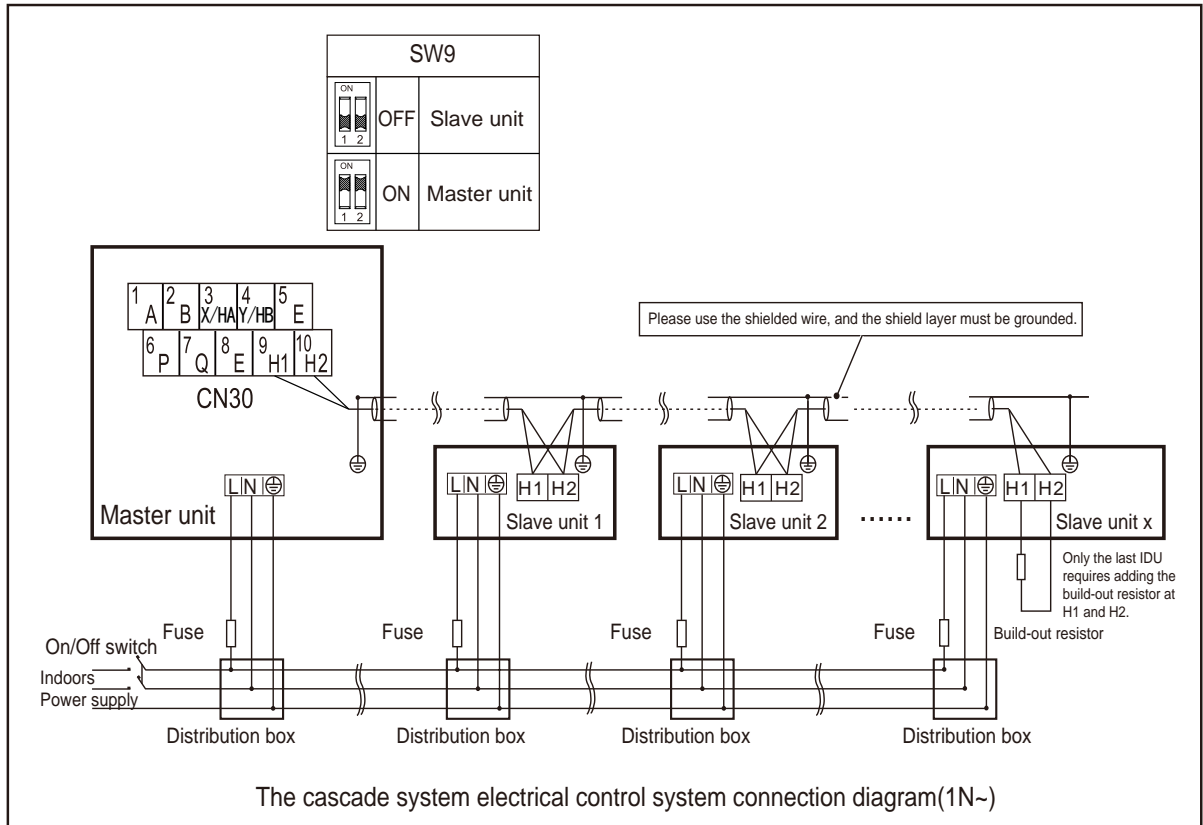 SW9
ON
1 2
OFF
Slave unit
ON
1 2
ON
Master unit
1 A
2 B
3 X/HA
4 Y/HB
5 E
6 P
7 Q
8 E
9 H1
10 H2
CN30
Please use the shielded wire, and the shield layer must be grounded.
L N
Master unit
L N
H1 H2
Slave unit 1
L N
H1 H2
Slave unit 2
......
L N
H1 H2
Slave unit x
Only the last IDU
requires adding the
build-out resistor at
H1 and H2.
Build-out resistor
Fuse
Fuse
Fuse
Fuse
On/Off switch
Indoors
Power supply
Distribution box
Distribution box
Distribution box
Distribution box
The cascade system electrical control system connection diagram(1N~)